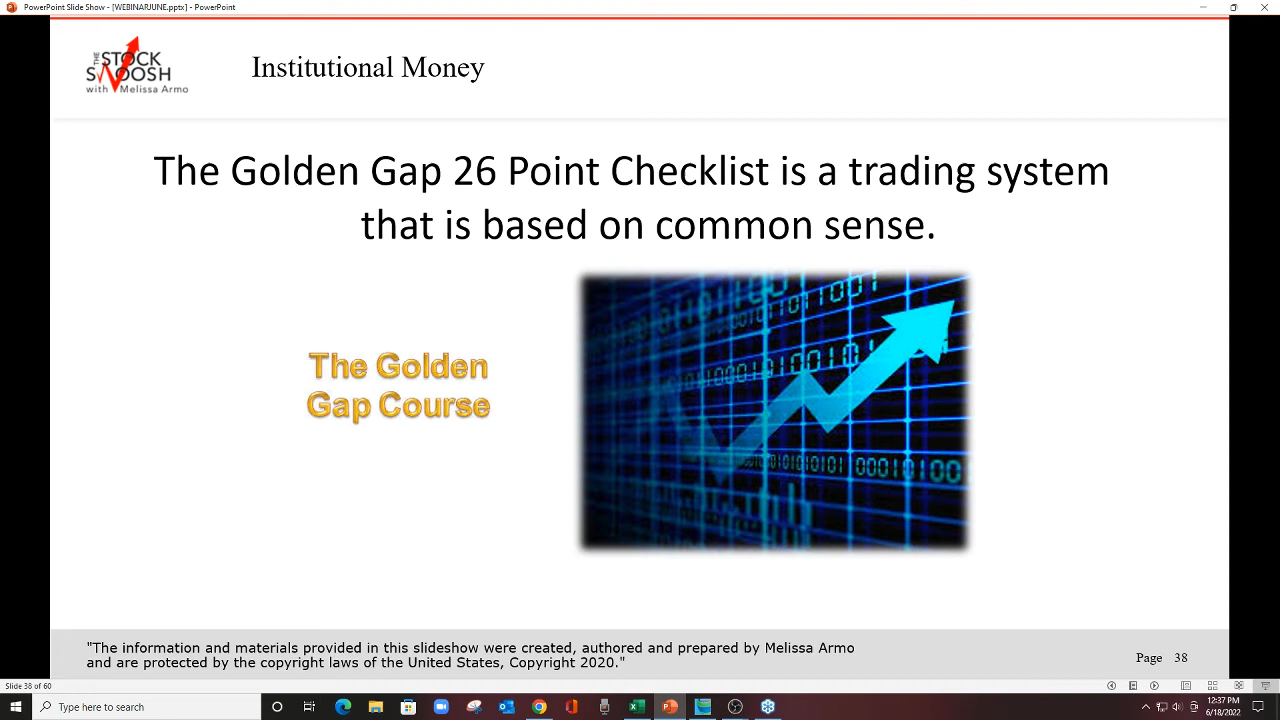 PowerPoint Slide Show - [WEBINARJUNE.pptx] - PowerPoint
THE STOCK
SWOOSH
with Melissa Armo
Institutional Money
The Golden Gap 26 Point Checklist is a trading system
that is based on common sense.
The Golden
Gap Course
"The information and materials provided in this slideshow were created, authored and prepared by Melissa Armo
and are protected by the copyright laws of the United States, Copyright 2020."
Page 38
Slide 38 of 60
Type here to search
12:37 PM
6/18/2022